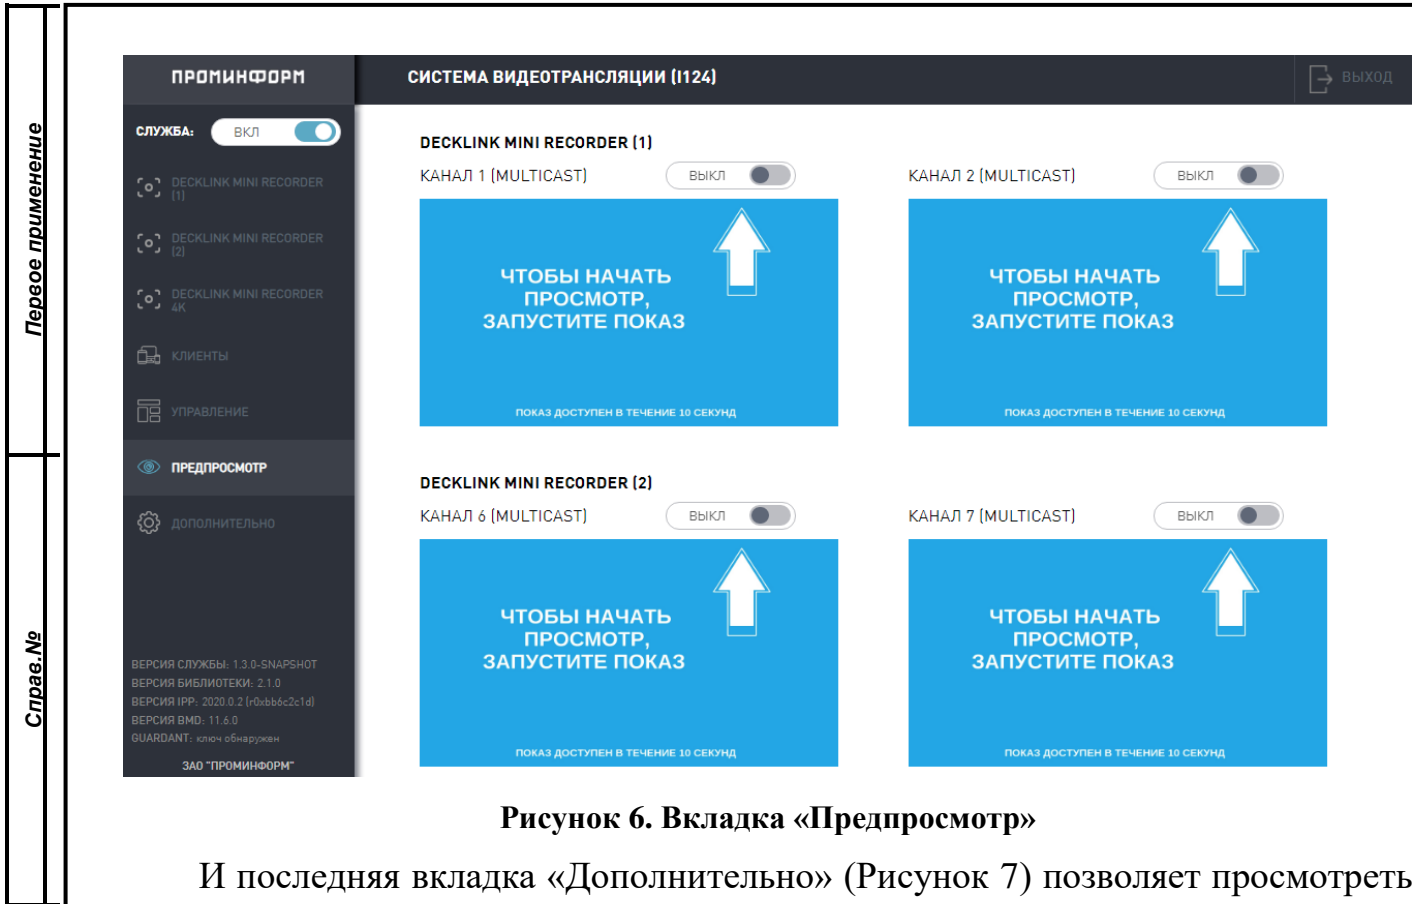 Первое применение
Справ.№
ПРОМИНФОРМ
СИСТЕМА ВИДЕОТРАНСЛЯЦИИ (I124)
ВЫХОД
СЛУЖБА:
ВКЛ
DECKLINK MINI RECORDER
(1)
DECKLINK MINI RECORDER
(2)
DECKLINK MINI RECORDER
4K
КЛИЕНТЫ
УПРАВЛЕНИЕ
ПРЕДПРОСМОТР
ДОПОЛНИТЕЛЬНО
ВЕРСИЯ СЛУЖБЫ: 1.3.0-SNAPSHOT
ВЕРСИЯ БИБЛИОТЕКИ: 2.1.0
ВЕРСИЯ IPP: 2020.0.2 (r0xbb6c2c1d)
ВЕРСИЯ BMD: 11.6.0
GUARDANT: ключ обнаружен
ЗАО "ПРОМИНФОРМ"
DECKLINK MINI RECORDER (1)
КАНАЛ 1 (MULTICAST)
ВЫКЛ
ЧТОБЫ НАЧАТЬ
ПРОСМОТР,
ЗАПУСТИТЕ ПОКАЗ
ПОКАЗ ДОСТУПЕН В ТЕЧЕНИЕ 10 СЕКУНД
КАНАЛ 2 (MULTICAST)
ВЫКЛ
ЧТОБЫ НАЧАТЬ
ПРОСМОТР,
ЗАПУСТИТЕ ПОКАЗ
ПОКАЗ ДОСТУПЕН В ТЕЧЕНИЕ 10 СЕКУНД
DECKLINK MINI RECORDER (2)
КАНАЛ 6 (MULTICAST)
ВЫКЛ
ЧТОБЫ НАЧАТЬ
ПРОСМОТР,
ЗАПУСТИТЕ ПОКАЗ
ПОКАЗ ДОСТУПЕН В ТЕЧЕНИЕ 10 СЕКУНД
КАНАЛ 7 (MULTICAST)
ВЫКЛ
ЧТОБЫ НАЧАТЬ
ПРОСМОТР,
ЗАПУСТИТЕ ПОКАЗ
ПОКАЗ ДОСТУПЕН В ТЕЧЕНИЕ 10 СЕКУНД
Рисунок 6. Вкладка «Предпросмотр»
И последняя вкладка «Дополнительно» (Рисунок 7) позволяет просмотреть